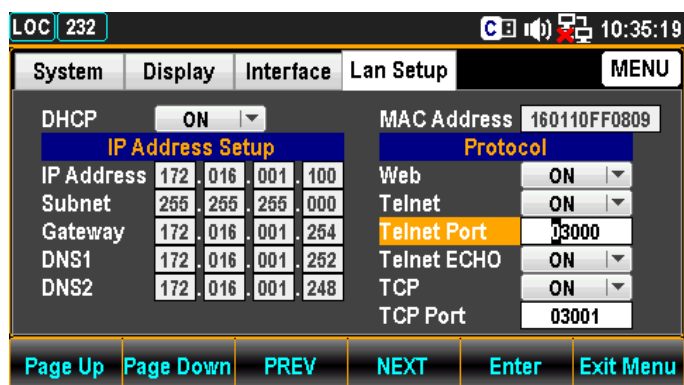 LOC 232 C 10:35:19
System Display Interface Lan Setup MENU
DHCP ON MAC Address 160110FF0809
IP Address Setup Protocol
IP Address 172 . 016 . 001 . 100 Web ON
Subnet 255 . 255 . 255 . 000 Telnet ON
Gateway 172 . 016 . 001 . 254 Telnet Port 03000
DNS1 172 . 016 . 001 . 252 Telnet ECHO ON
DNS2 172 . 016 . 001 . 248 TCP ON
TCP Port 03001
Page Up Page Down PREV NEXT Enter Exit Menu